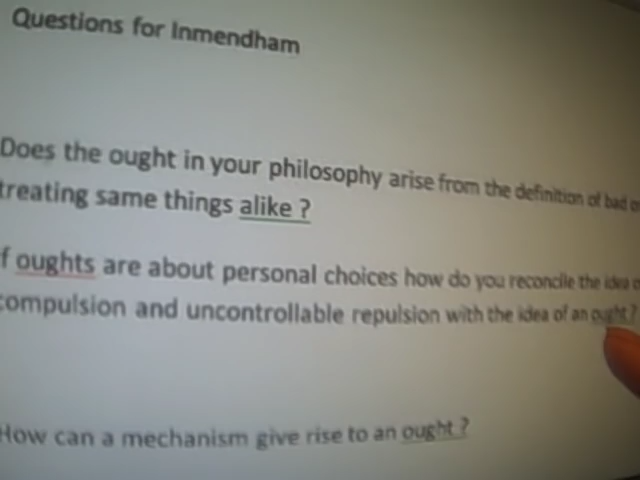 Questions for Inmendham
Does the ought in your philosophy arise from the definition of bad or
treating same things alike ?
f oughts are about personal choices how do you reconcile the idea o
compulsion and uncontrollable repulsion with the idea of an ought ?
How can a mechanism give rise to an ought ?